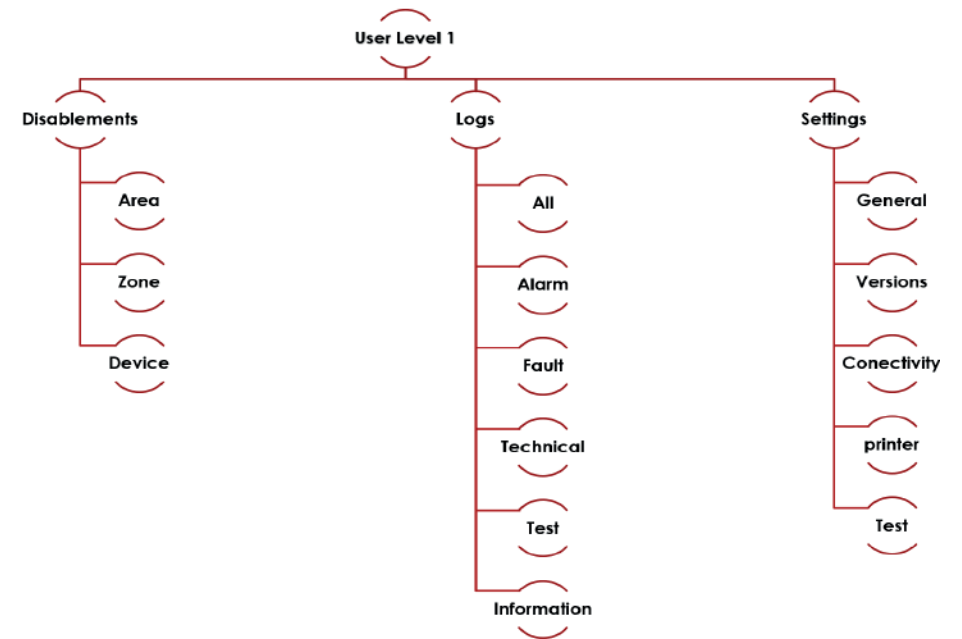 User Level 1
Disablements
Logs
Settings
Area
Zone
Device
All
Alarm
Fault
Technical
Test
Information
General
Versions
Conectivity
printer
Test